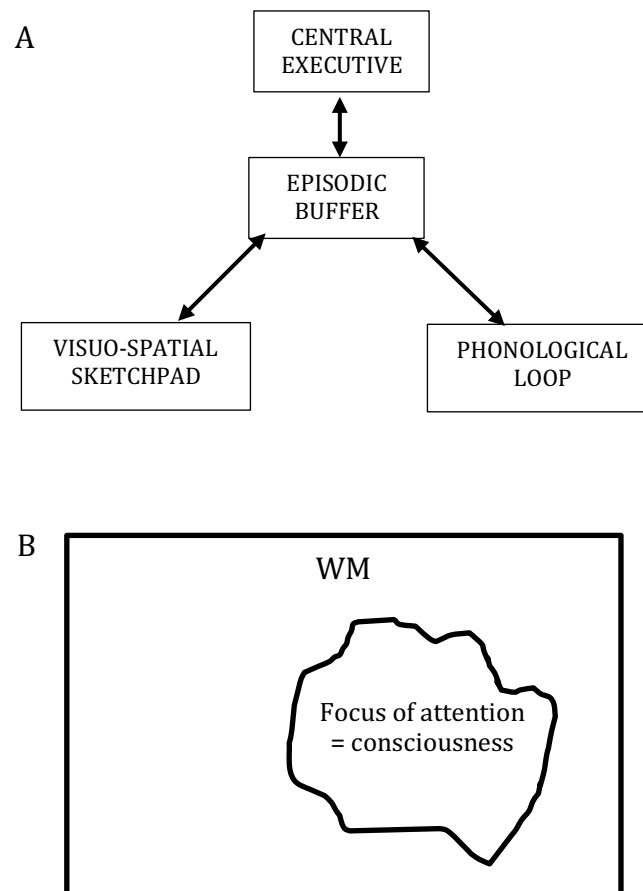 A
CENTRAL
EXECUTIVE
EPISODIC
BUFFER
VISUO-SPATIAL
SKETCHPAD
PHONOLOGICAL
LOOP
B
WM
Focus of attention
= consciousness